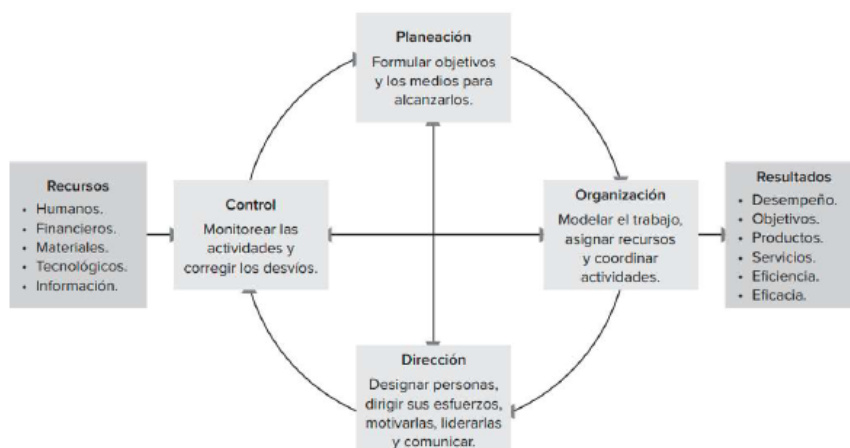 Planeación
Formular objetivos
y los medios para
alcanzarlos.
Recursos
• Humanos.
• Financieros.
• Materiales.
• Tecnológicos.
• Información.
Control
Monitorear las
actividades y
corregir los desvíos.
Organización
Modelar el trabajo,
asignar recursos
y coordinar
actividades.
Resultados
• Desempeño.
• Objetivos.
• Productos.
• Servicios.
• Eficiencia.
• Eficacia.
Dirección
Designar personas,
dirigir sus esfuerzos,
motivarlas, liderarlas
y comunicar.